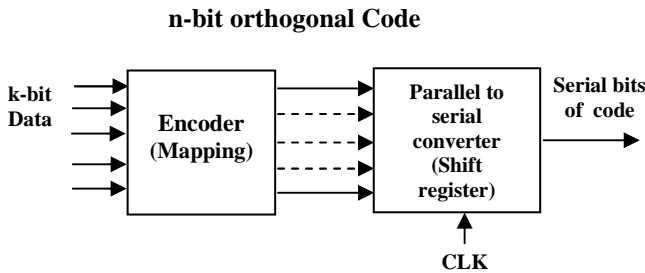 n-bit orthogonal Code
k-bit
Data
Encoder
(Mapping)
Parallel to
serial
converter
(Shift
register)
Serial bits
of code
CLK